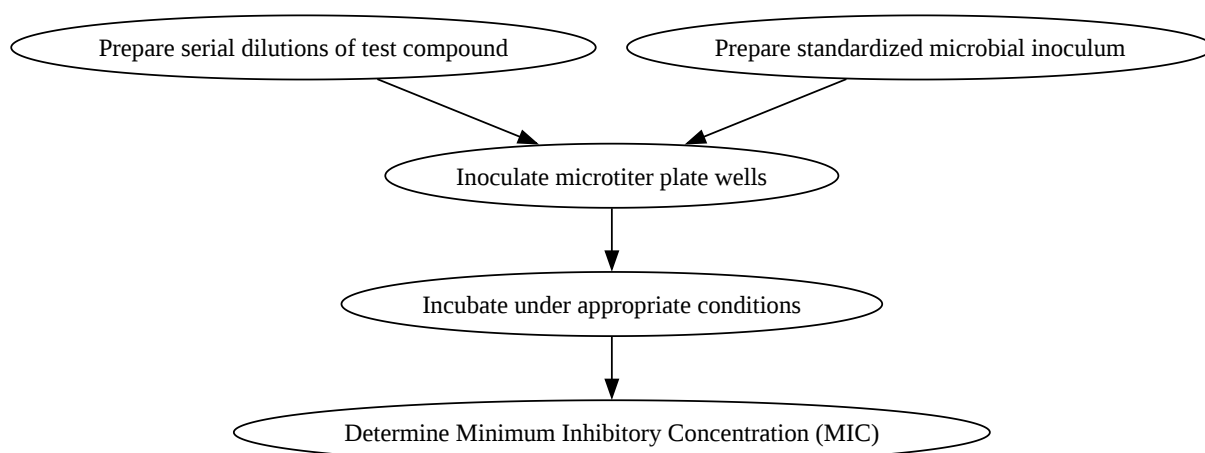 Prepare serial dilutions of test compound
Prepare standardized microbial inoculum
Inoculate microtiter plate wells
Incubate under appropriate conditions
Determine Minimum Inhibitory Concentration (MIC)